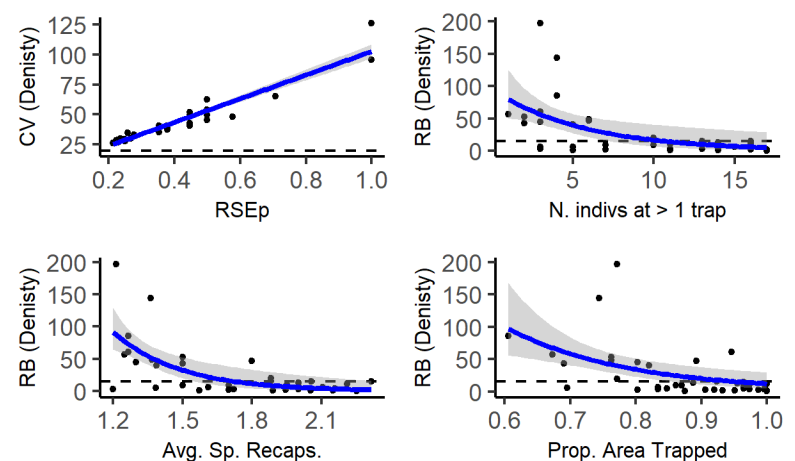 125
100
75
50
25
CV (Denisty)
0.2 0.4 0.6 0.8 1.0
RSEp
200
150
100
50
0
RB (Density)
5 10 15
N. indivs at > 1 trap
200
150
100
50
0
RB (Denisty)
1.2 1.5 1.8 2.1
Avg. Sp. Recaps.
200
150
100
50
0
RB (Denisty)
0.6 0.7 0.8 0.9 1.0
Prop. Area Trapped